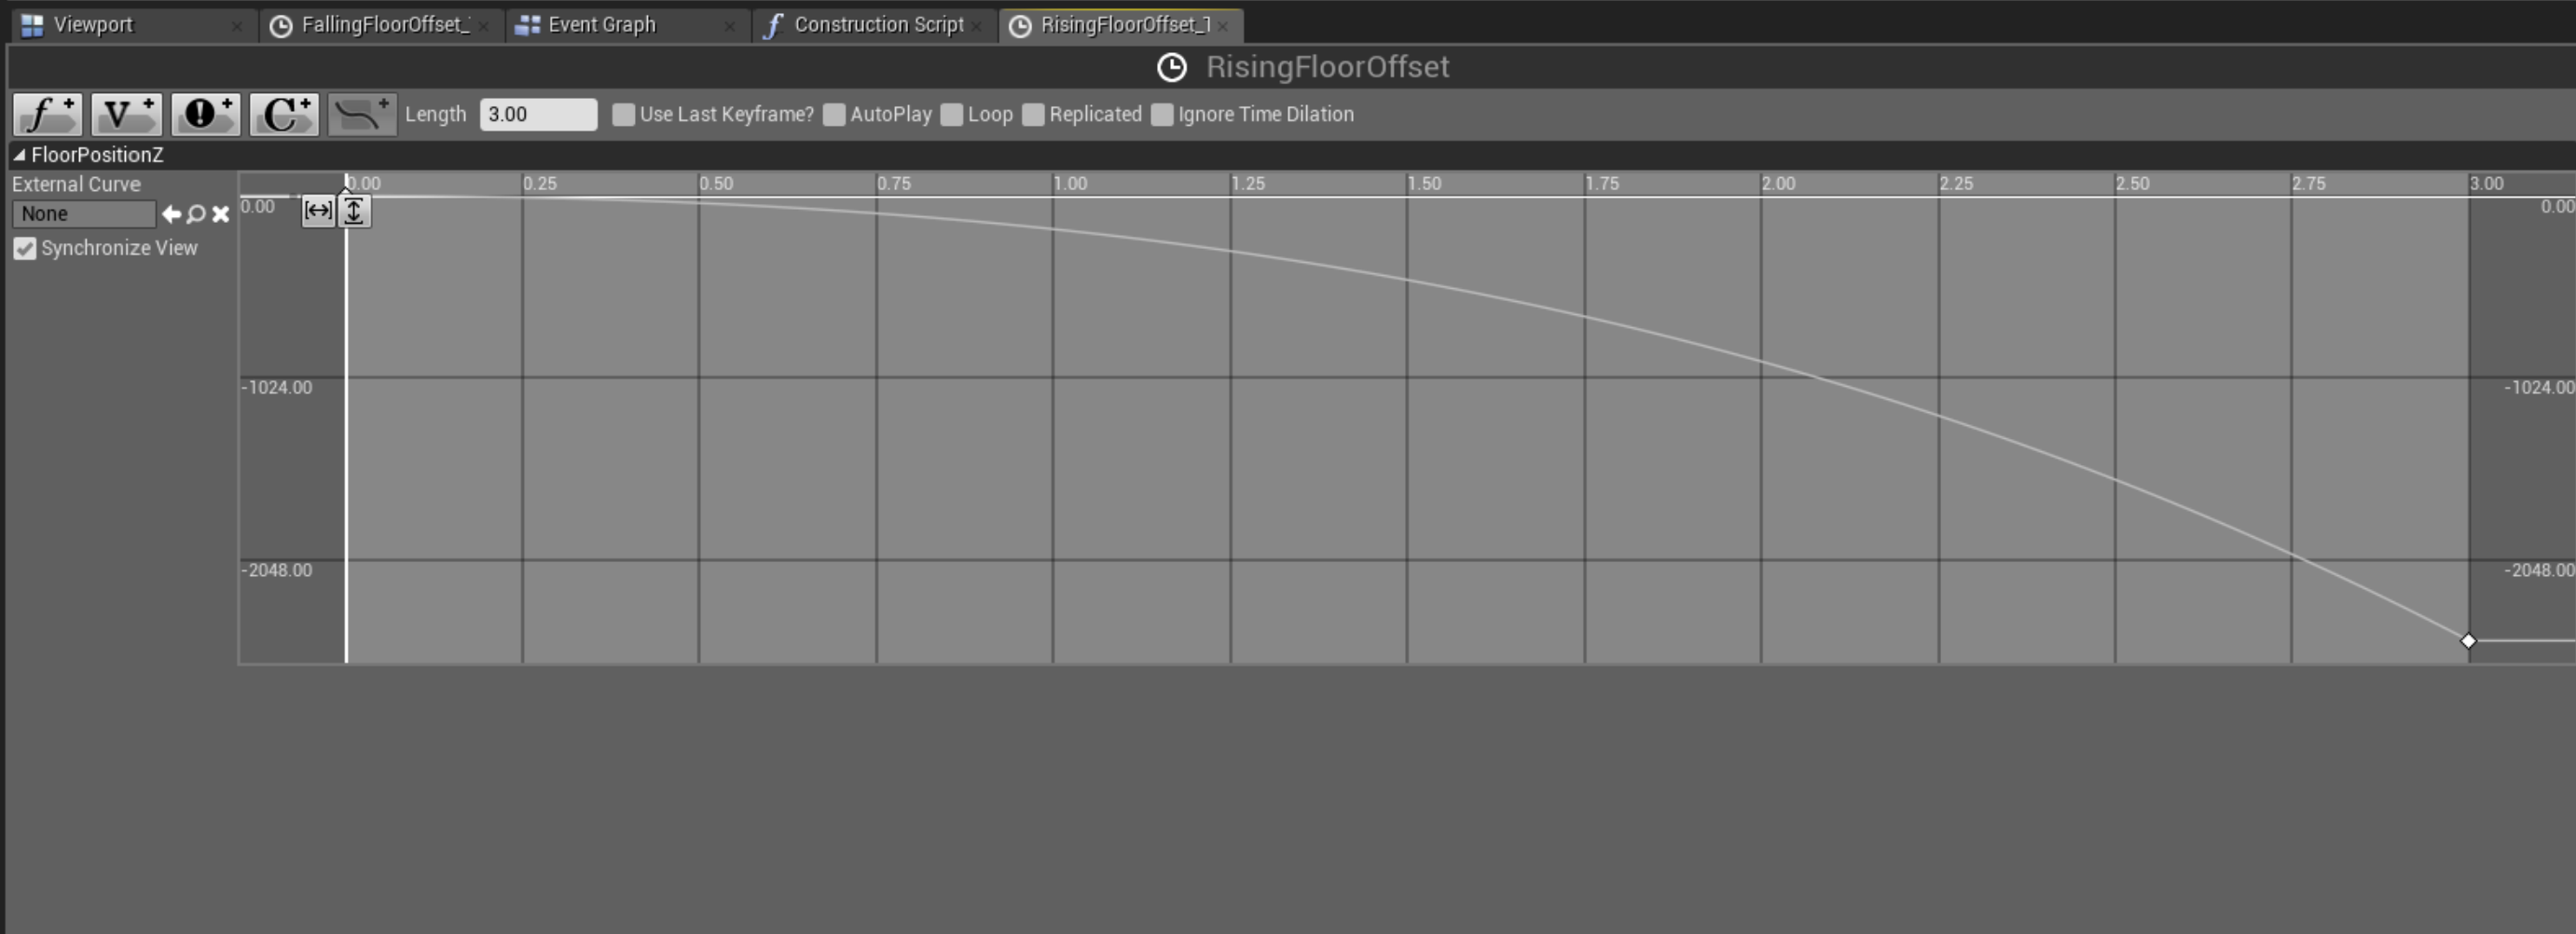 Viewport
FallingFloorOffset_
Event Graph
Construction Script
RisingFloorOffset_T
RisingFloorOffset
Length 3.00 Use Last Keyframe? AutoPlay Loop Replicated Ignore Time Dilation
FloorPositionZ
External Curve
None
Synchronize View
0.00 0.25 0.50 0.75 1.00 1.25 1.50 1.75 2.00 2.25 2.50 2.75 3.00
0.00 0.00
-1024.00 -1024.00
-2048.00 -2048.00